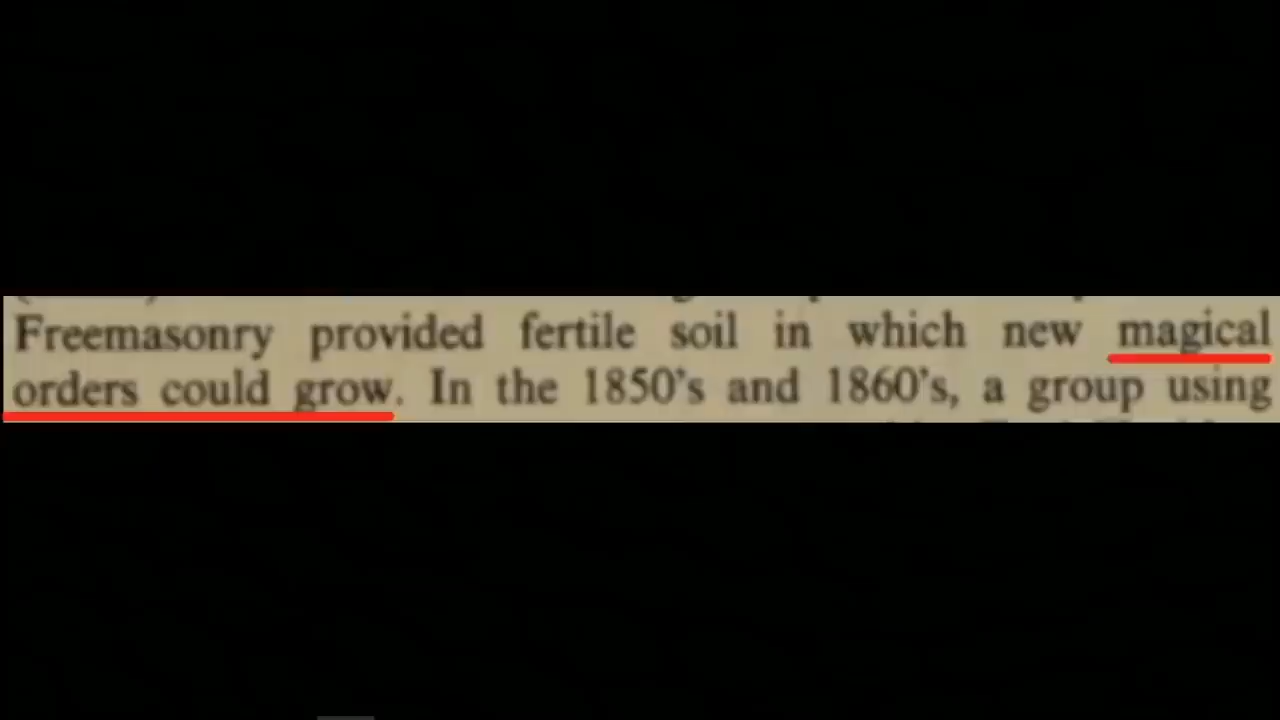 Freemasonry provided fertile soil in which new magical
orders could grow. In the 1850's and 1860's, a group using